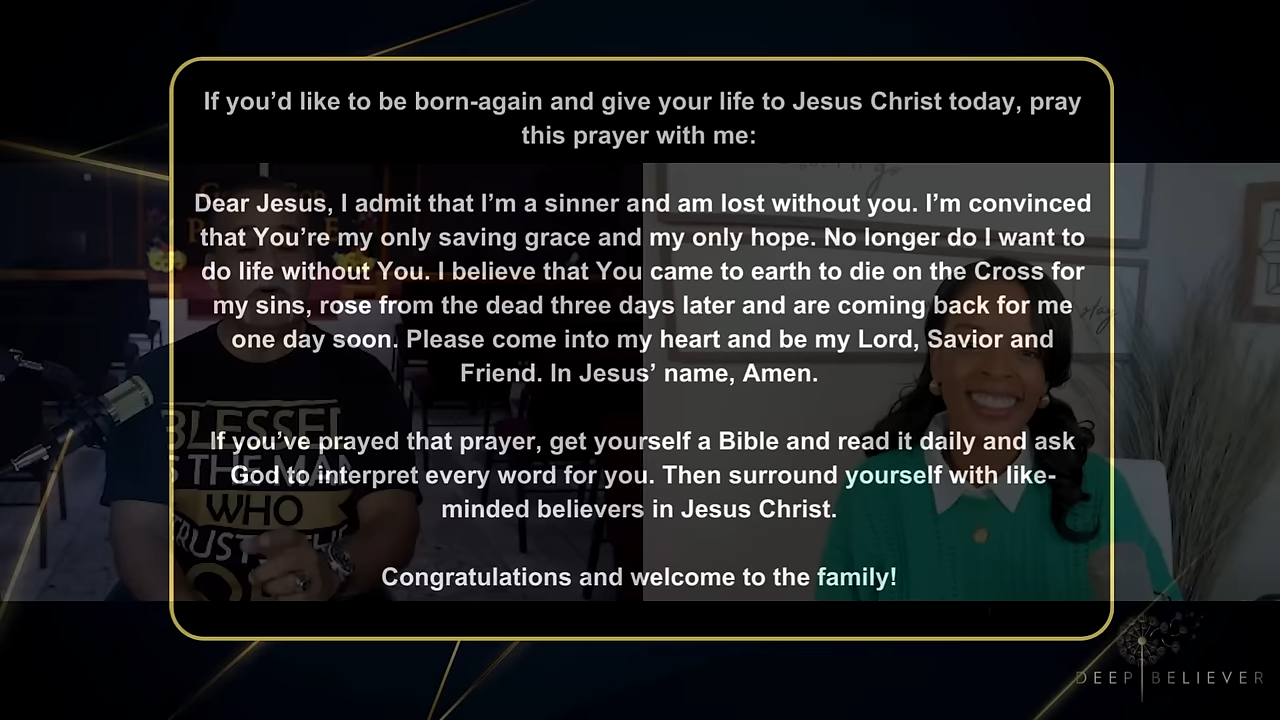 If you’d like to be born-again and give your life to Jesus Christ today, pray
this prayer with me:
Dear Jesus, I admit that I’m a sinner and am lost without you. I’m convinced
that You’re my only saving grace and my only hope. No longer do I want to
do life without You. I believe that You came to earth to die on the Cross for
my sins, rose from the dead three days later and are coming back for me
one day soon. Please come into my heart and be my Lord, Savior and
Friend. In Jesus’ name, Amen.
If you’ve prayed that prayer, get yourself a Bible and read it daily and ask
God to interpret every word for you. Then surround yourself with like-
minded believers in Jesus Christ.
Congratulations and welcome to the family!
BLESSED
IS THE MAN
WHO
TRUSTS THE
stay
DEEP BELIEVER